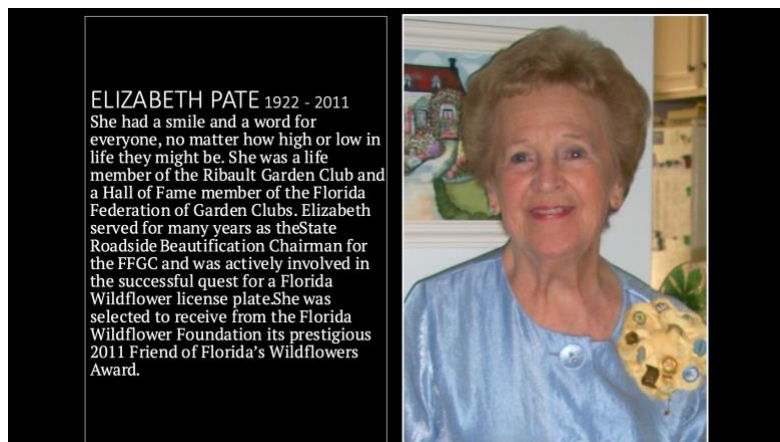 ELIZABETH PATE 1922 - 2011
She had a smile and a word for
everyone, no matter how high or low in
life they might be. She was a life
member of the Ribault Garden Club and
a Hall of Fame member of the Florida
Federation of Garden Clubs. Elizabeth
served for many years as theState
Roadside Beautification Chairman for
the FFGC and was actively involved in
the successful quest for a Florida
Wildflower license plate.She was
selected to receive from the Florida
Wildflower Foundation its prestigious
2011 Friend of Florida’s Wildflowers
Award.